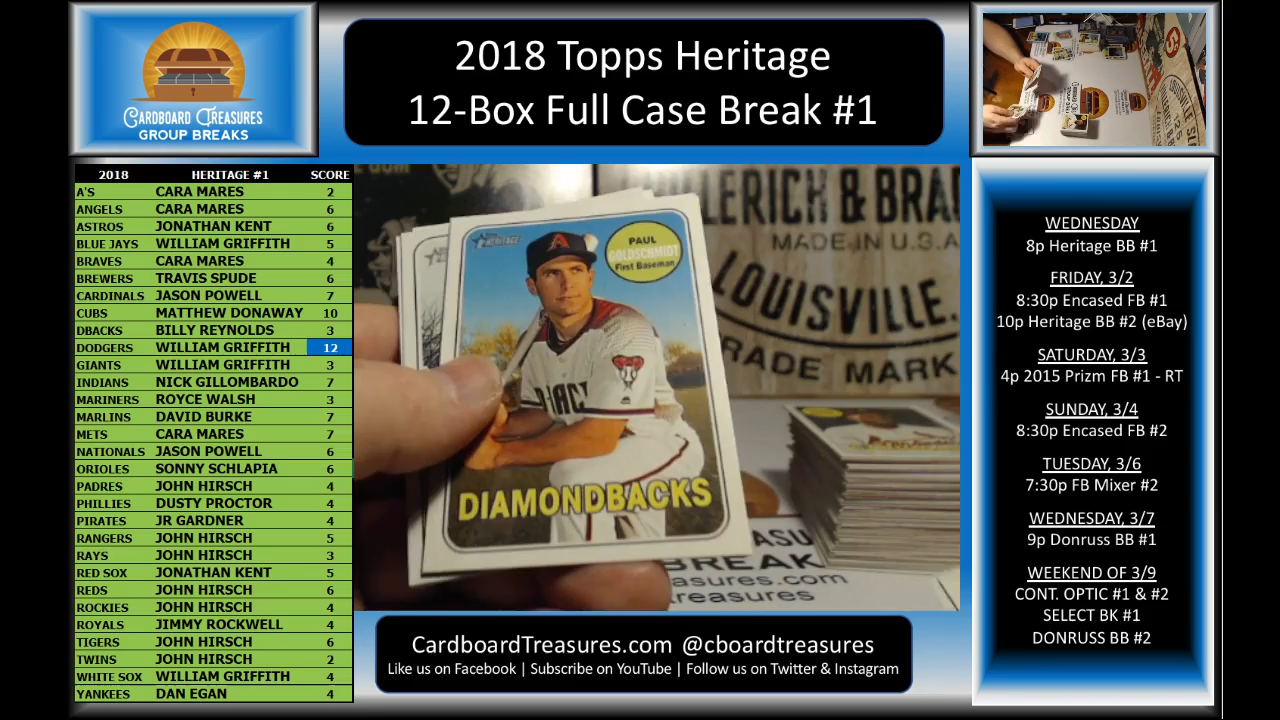 CARDBOARD TREASURES
GROUP BREAKS
2018 Topps Heritage
12-Box Full Case Break #1
2018 HERITAGE #1 SCORE
A'S CARA MARES 2
ANGELS CARA MARES 6
ASTROS JONATHAN KENT 6
BLUE JAYS WILLIAM GRIFFITH 5
BRAVES CARA MARES 4
BREWERS TRAVIS SPUDE 6
CARDINALS JASON POWELL 7
CUBS MATTHEW DONAWAY 10
DBACKS BILLY REYNOLDS 3
DODGERS WILLIAM GRIFFITH 12
GIANTS WILLIAM GRIFFITH 3
INDIANS NICK GILLOMBARDO 7
MARINERS ROYCE WALSH 3
MARLINS DAVID BURKE 7
METS CARA MARES 7
NATIONALS JASON POWELL 6
ORIOLES SONNY SCHLAPIA 6
PADRES JOHN HIRSCH 4
PHILLIES DUSTY PROCTOR 4
PIRATES JR GARDNER 4
RANGERS JOHN HIRSCH 5
RAYS JOHN HIRSCH 3
RED SOX JONATHAN KENT 5
REDS JOHN HIRSCH 6
ROCKIES JOHN HIRSCH 4
ROYALS JIMMY ROCKWELL 4
TIGERS JOHN HIRSCH 6
TWINS JOHN HIRSCH 2
WHITE SOX WILLIAM GRIFFITH 4
YANKEES DAN EGAN 4
HERITAGE
PAUL
GOLDSCHMIDT
First Baseman
A
DIAMONDBACKS
LERICH & BRAD
MADE IN U.S.A
LOUISVILLE.
RADE MARK
BREAK
easures.com
treasures
CardboardTreasures.com @cboardtreasures
Like us on Facebook | Subscribe on YouTube | Follow us on Twitter & Instagram
WEDNESDAY
8p Heritage BB #1
FRIDAY, 3/2
8:30p Encased FB #1
10p Heritage BB #2 (eBay)
SATURDAY, 3/3
4p 2015 Prizm FB #1 - RT
SUNDAY, 3/4
8:30p Encased FB #2
TUESDAY, 3/6
7:30p FB Mixer #2
WEDNESDAY, 3/7
9p Donruss BB #1
WEEKEND OF 3/9
CONT. OPTIC #1 & #2
SELECT BK #1
DONRUSS BB #2